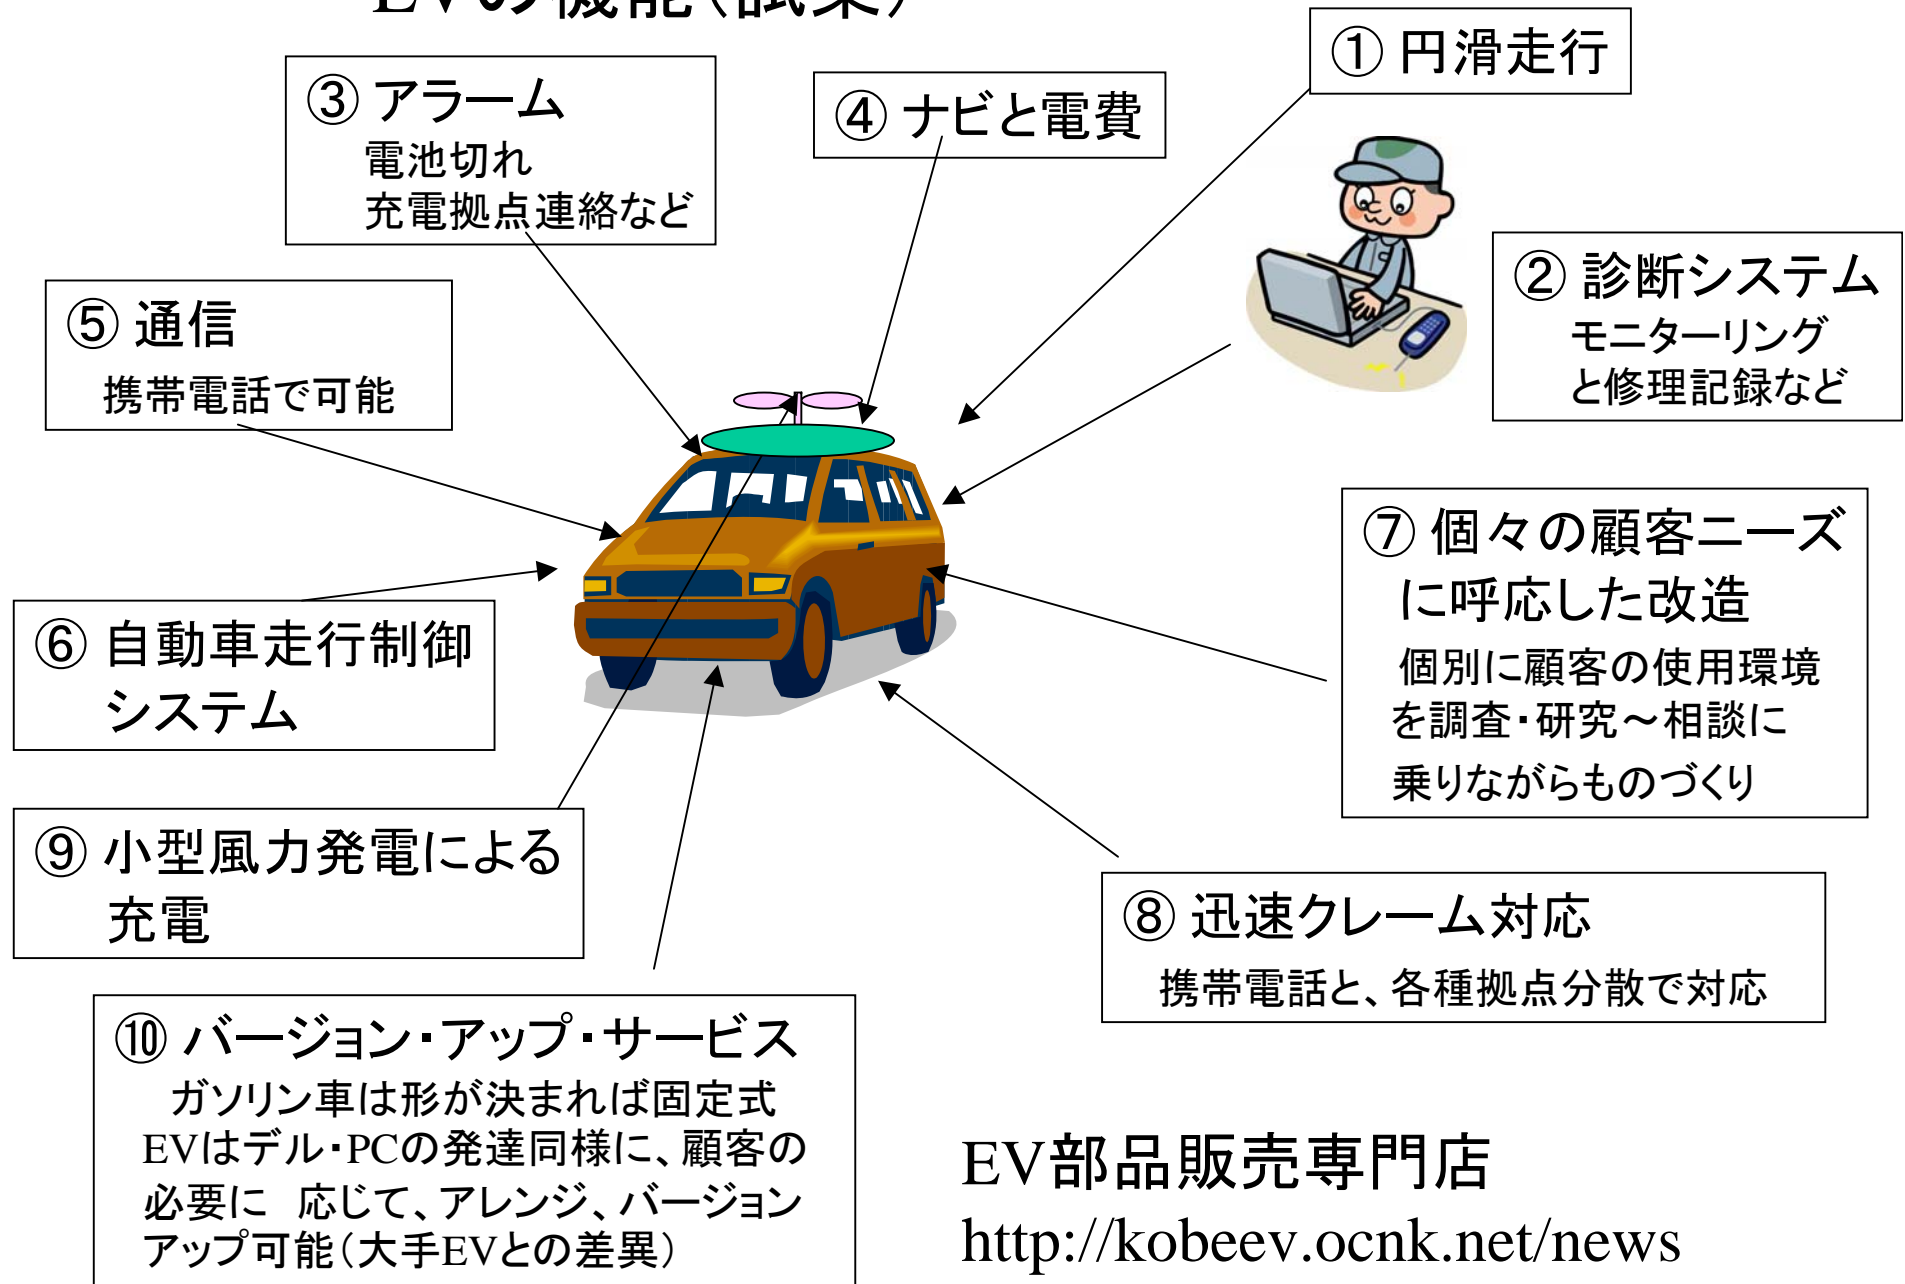 EVの機能(試案)
① 円滑走行
③ アラーム
電池切れ
充電拠点連絡など
④ ナビと電費
② 診断システム
モニターリング
と修理記録など
⑤ 通信
携帯電話で可能
⑦ 個々の顧客ニーズ
に呼応した改造
個別に顧客の使用環境
を調査・研究～相談に
乗りながらものづくり
⑥ 自動車走行制御
システム
⑨ 小型風力発電による
充電
⑧ 迅速クレーム対応
携帯電話と、各種拠点分散で対応
⑩ バージョン・アップ・サービス
ガソリン車は形が決まれば固定式
EVはデル・PCの発達同様に、顧客の
必要に 応じて、アレンジ、バージョン
アップ可能(大手EVとの差異)
EV部品販売専門店
http://kobeev.ocnk.net/news